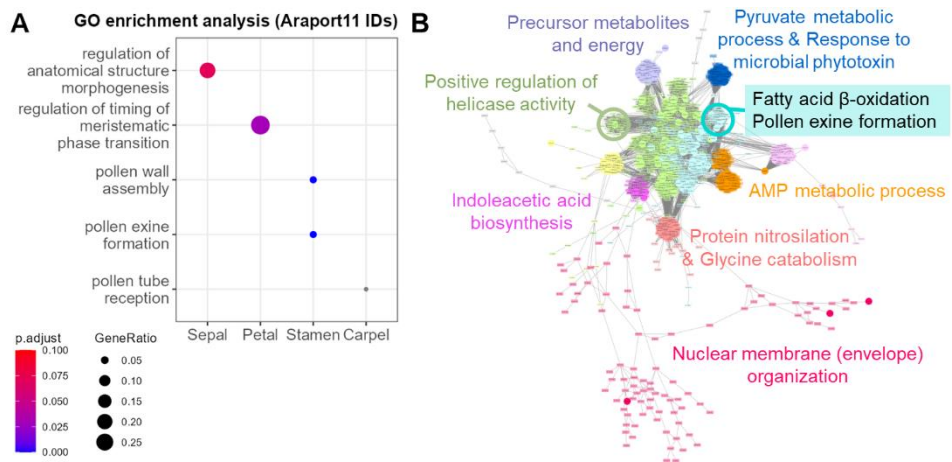 A
GO enrichment analysis (Araport11 IDs)
regulation of
anatomical structure
morphogenesis
regulation of timing of
meristematic
phase transition
pollen wall
assembly
pollen exine
formation
pollen tube
reception
Sepal Petal Stamen Carpel
p.adjust
0.100
0.075
0.050
0.025
0.000
GeneRatio
0.05
0.10
0.15
0.20
0.25
B
Precursor metabolites
and energy
Pyruvate metabolic
process & Response to
microbial phytotoxin
Positive regulation of
helicase activity
Fatty acid β-oxidation
Pollen exine formation
Indoleacetic acid
biosynthesis
AMP metabolic process
Protein nitrosilation
& Glycine catabolism
Nuclear membrane (envelope)
organization